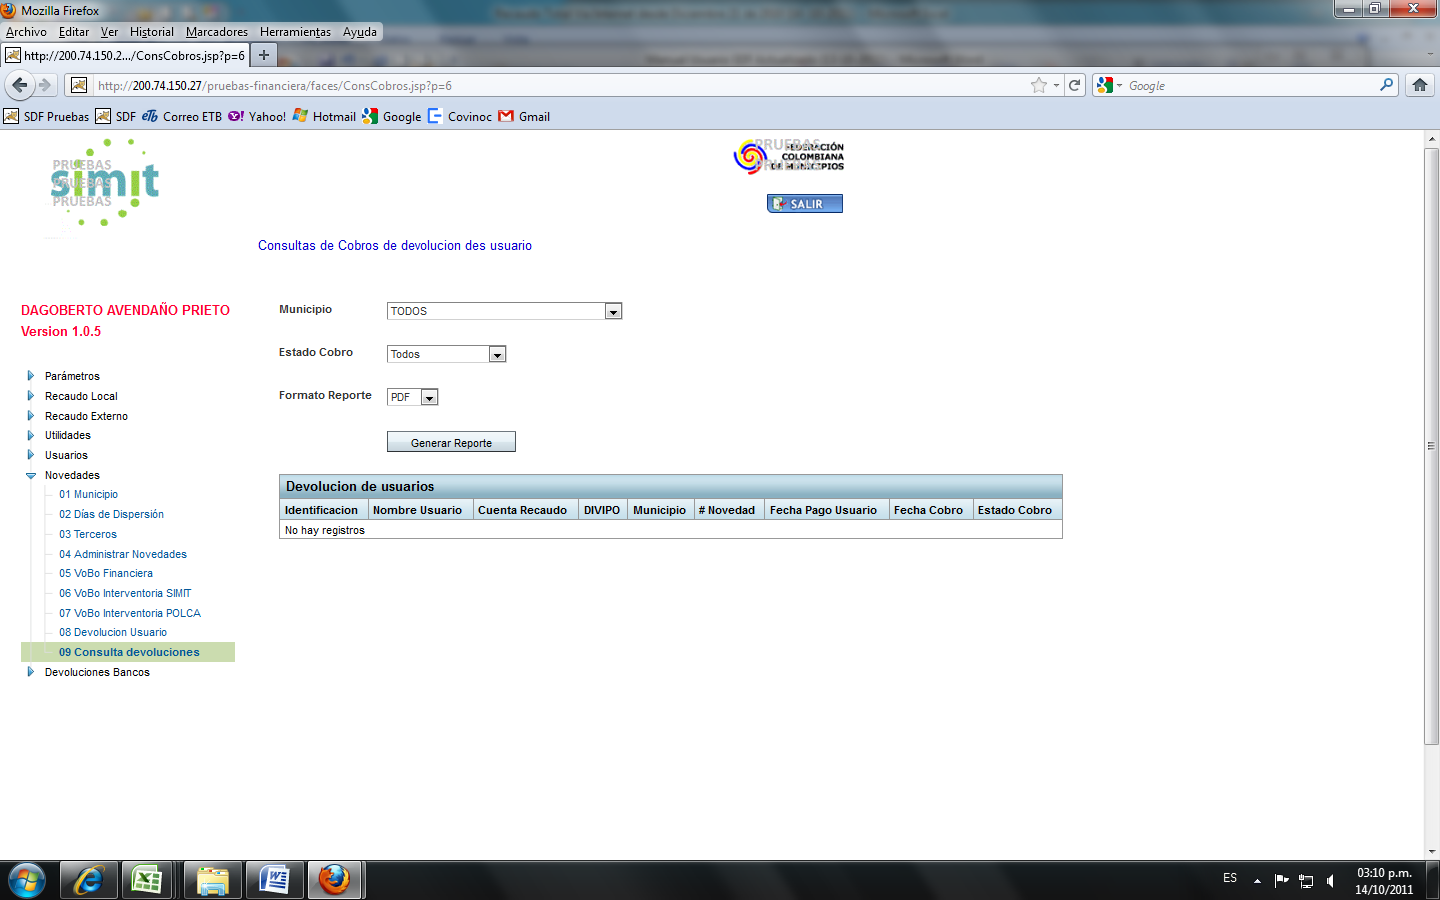 Mozilla Firefox
Archivo Editar Ver Historial Marcadores Herramientas Ayuda
http://200.74.150.2.../ConsCobros.jsp?p=6
http://200.74.150.27/pruebas-financiera/faces/ConsCobros.jsp?p=6
Google
SDF Pruebas SDF eTb Correo ETB Yahoo! Hotmail Google Covinoc Gmail
PRUEBAS
simit
PRUEBAS
PRUEBAS
PRUEBAS
FEDERACIÓN
COLOMBIANA
DE MUNICIPIOS
SALIR
Consultas de Cobros de devolucion des usuario
DAGOBERTO AVENDAÑO PRIETO
Version 1.0.5
Parámetros
Recaudo Local
Recaudo Externo
Utilidades
Usuarios
Novedades
01 Municipio
02 Días de Dispersión
03 Terceros
04 Administrar Novedades
05 VoBo Financiera
06 VoBo Interventoria SIMIT
07 VoBo Interventoria POLCA
08 Devolucion Usuario
09 Consulta devoluciones
Devoluciones Bancos
Municipio TODOS
Estado Cobro Todos
Formato Reporte PDF
Generar Reporte
Devolucion de usuarios
Identificacion Nombre Usuario Cuenta Recaudo DIVIPO Municipio # Novedad Fecha Pago Usuario Fecha Cobro Estado Cobro
No hay registros
ES
03:10 p.m.
14/10/2011